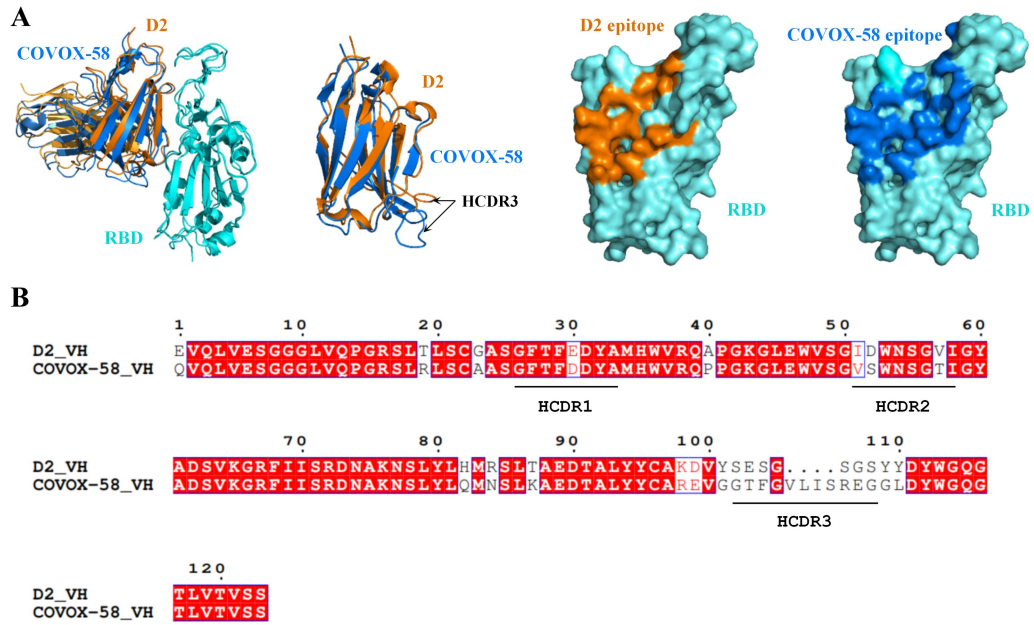 A
D2
COVOX-58
RBD
D2
COVOX-58
HCDR3
D2 epitope
RBD
COVOX-58 epitope
RBD
B
1 10 20 30 40 50 60
D2_VH EVQLVESGGGLVQPGRSLTLSCGASGFTFEDYAMHWVRQAPGKGLEWVSGIDWNSGVIGY
COVOX-58_VH QVQLVESGGGLVQPGRSLRLSCAASGFTFDDYAMHWVRQPPGKGLEWVSGVSWNSGTIGY
HCDR1 HCDR2
70 80 90 100 110
D2_VH ADSVKGRFIISRDNAKNSLYLHMRSLTAEDTALYYCAKDVYSESG....SGSYYDYWGQG
COVOX-58_VH ADSVKGRFIISRDNAKNSLYLQMNSLKAEDTALYYCAREVGGTFGVLISREGGLDYWGQG
HCDR3
120
D2_VH TLVTVSS
COVOX-58_VH TLVTVSS